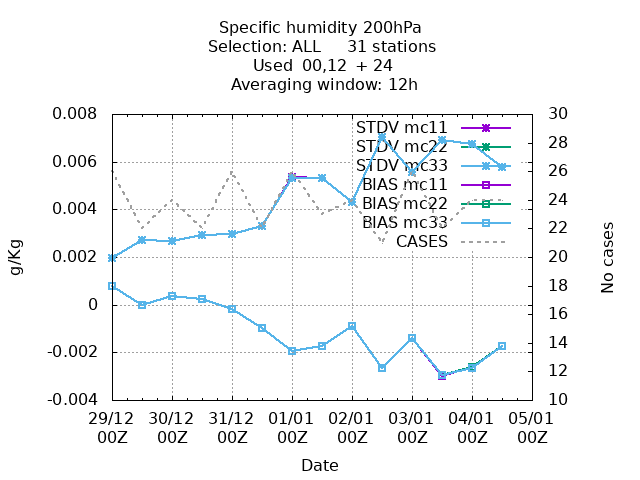 Specific humidity 200hPa
Selection: ALL     31 stations
Used  00,12  + 24
Averaging window: 12h
0.008
0.006
0.004
0.002
0
-0.002
-0.004
g/Kg
STDV mc11
STDV mc22
STDV mc33
BIAS mc11
BIAS mc22
BIAS mc33
CASES
30
28
26
24
22
20
18
16
14
12
10
No cases
29/12 30/12 31/12 01/01 02/01 03/01 04/01 05/01
00Z 00Z 00Z 00Z 00Z 00Z 00Z 00Z
Date